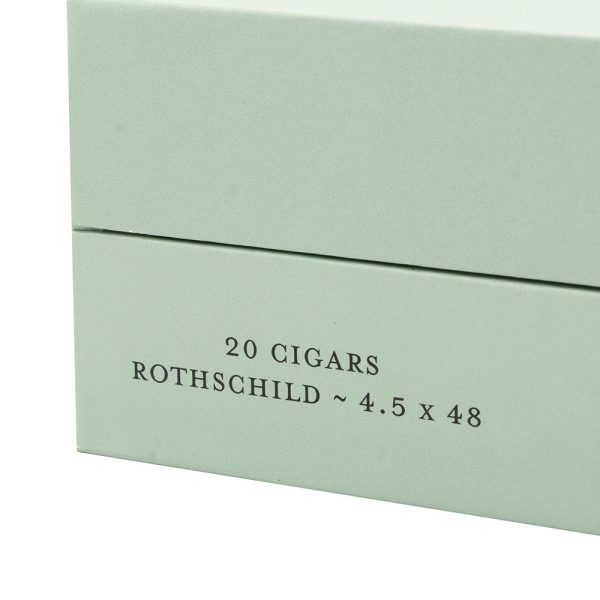 20 CIGARS
ROTHSCHILD ~ 4.5 x 48